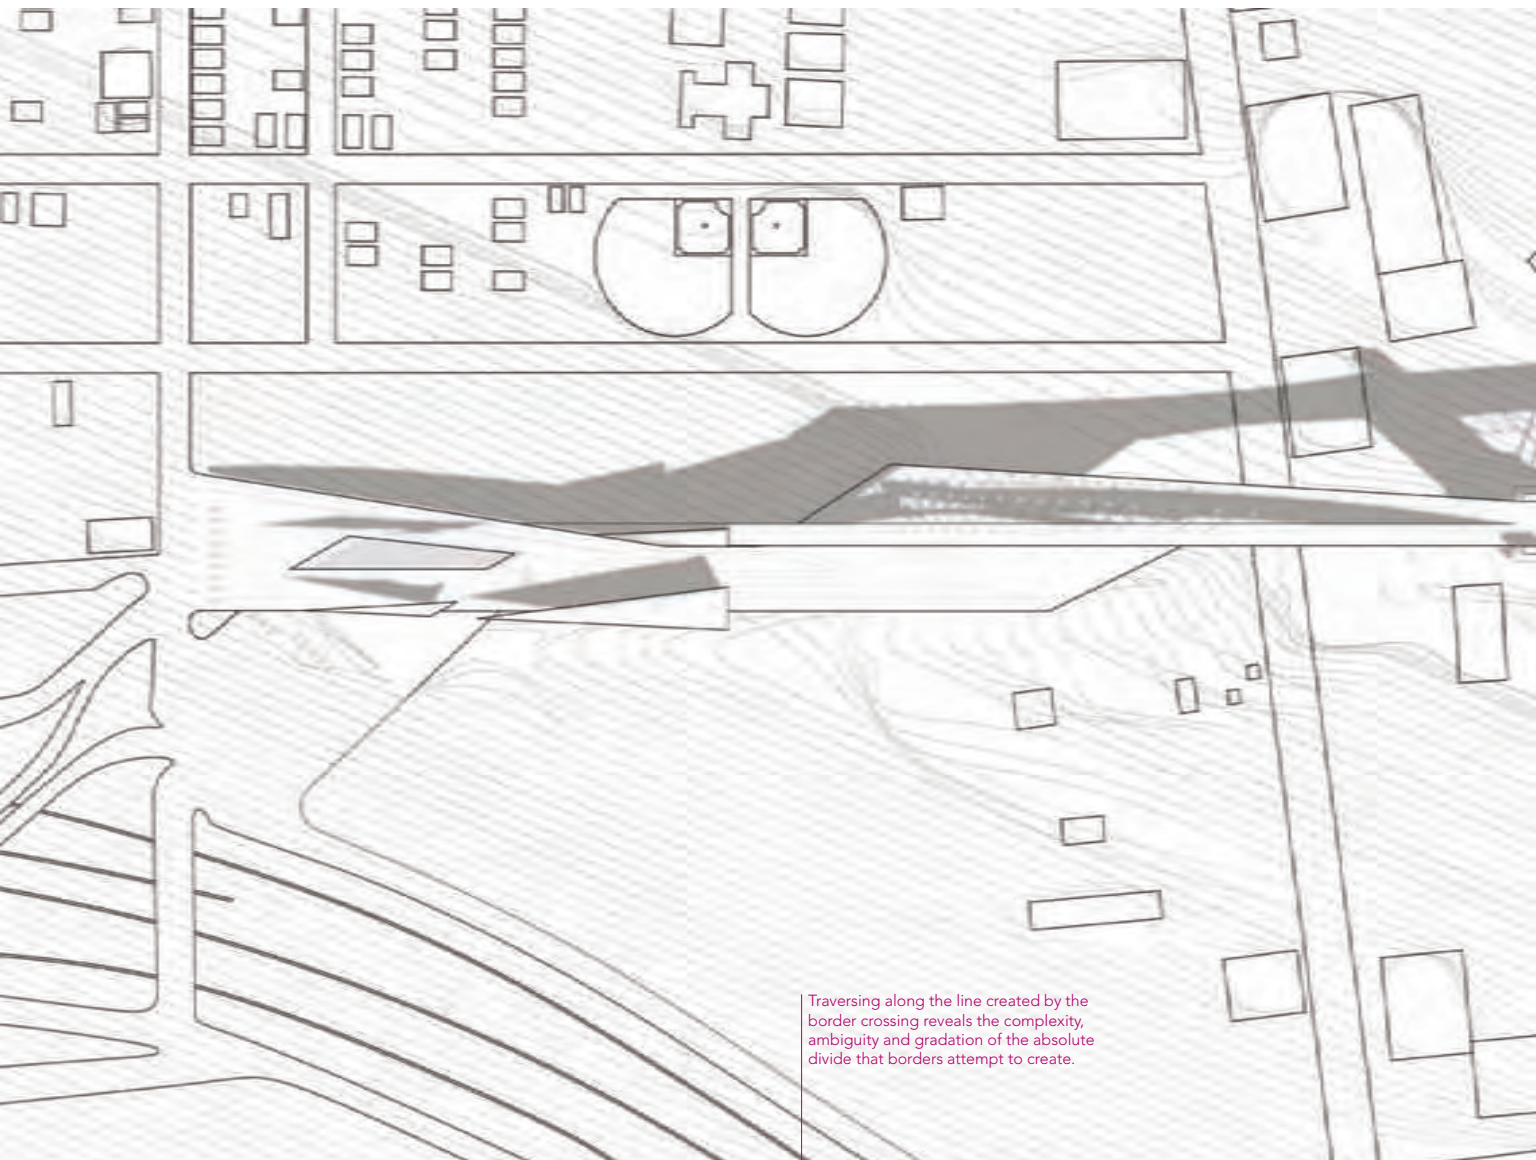 Traversing along the line created by the
border crossing reveals the complexity,
ambiguity and gradation of the absolute
divide that borders attempt to create.